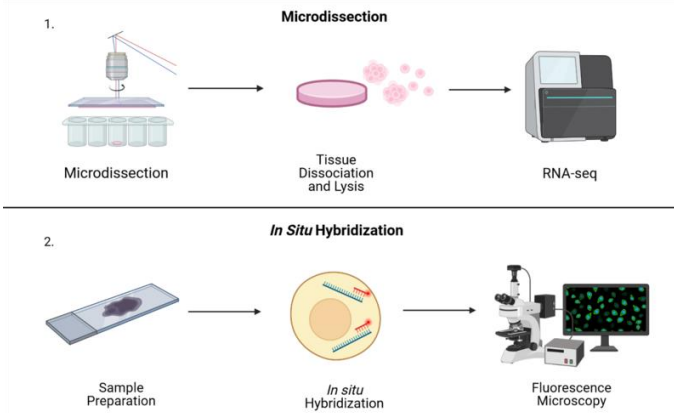 Microdissection
1.
Microdissection
Tissue
Dissociation
and Lysis
RNA-seq
In Situ Hybridization
2.
Sample
Preparation
In situ
Hybridization
Fluorescence
Microscopy